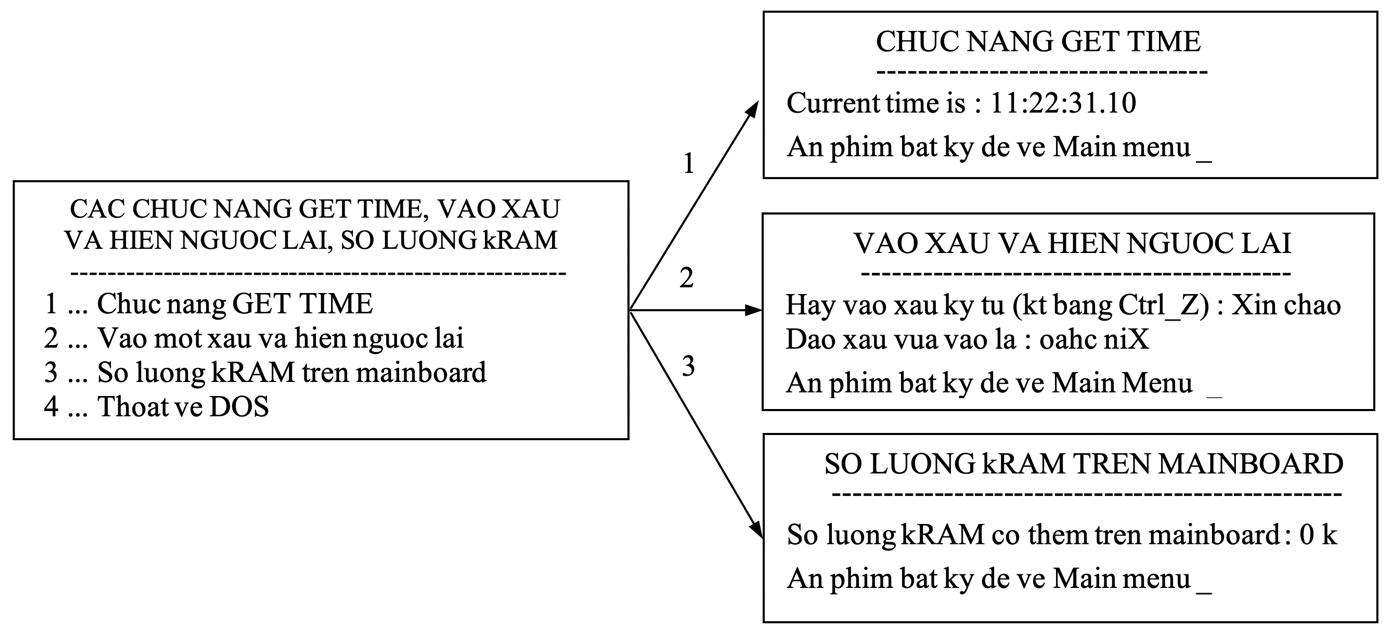 CAC CHUC NANG GET TIME, VAO XAU
VA HIEN NGUOC LAI, SO LUONG kRAM
-----------------------------------------------------
1 ... Chuc nang GET TIME
2 ... Vao mot xau va hien nguoc lai
3 ... So luong kRAM tren mainboard
4 ... Thoat ve DOS
1
2
3
CHUC NANG GET TIME
--------------------------------
Current time is : 11:22:31.10
An phim bat ky de ve Main menu _
VAO XAU VA HIEN NGUOC LAI
------------------------------------------
Hay vao xau ky tu (kt bang Ctrl_Z) : Xin chao
Dao xau vua vao la : oahc niX
An phim bat ky de ve Main Menu _
SO LUONG kRAM TREN MAINBOARD
-------------------------------------------------
So luong kRAM co them tren mainboard : 0 k
An phim bat ky de ve Main menu _